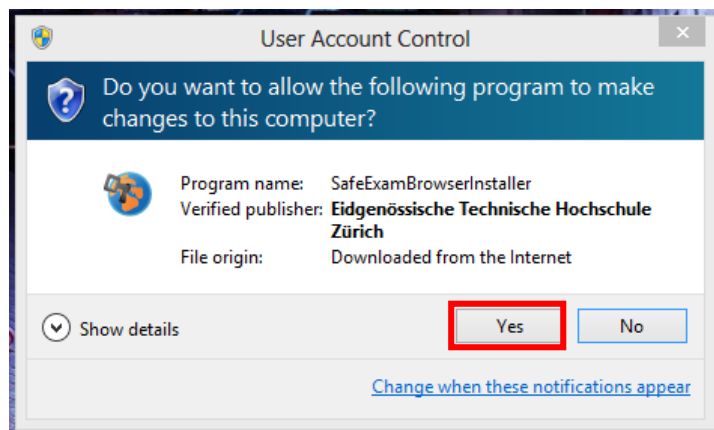 User Account Control
Do you want to allow the following program to make
changes to this computer?
Program name: SafeExamBrowserInstaller
Verified publisher: Eidgenössische Technische Hochschule
Zürich
File origin: Downloaded from the Internet
Show details
Yes
No
Change when these notifications appear